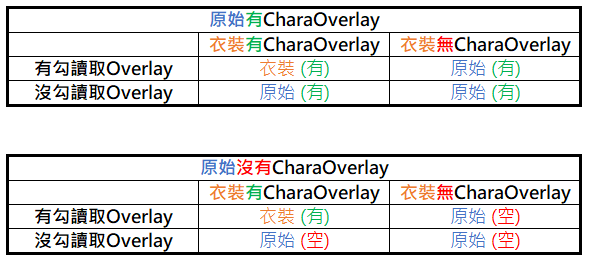 原始有CharaOverlay
衣裝有CharaOverlay 衣裝無CharaOverlay
有勾讀取Overlay 衣裝 (有) 原始 (有)
沒勾讀取Overlay 原始 (有) 原始 (有)
原始沒有CharaOverlay
衣裝有CharaOverlay 衣裝無CharaOverlay
有勾讀取Overlay 衣裝 (有) 原始 (空)
沒勾讀取Overlay 原始 (空) 原始 (空)